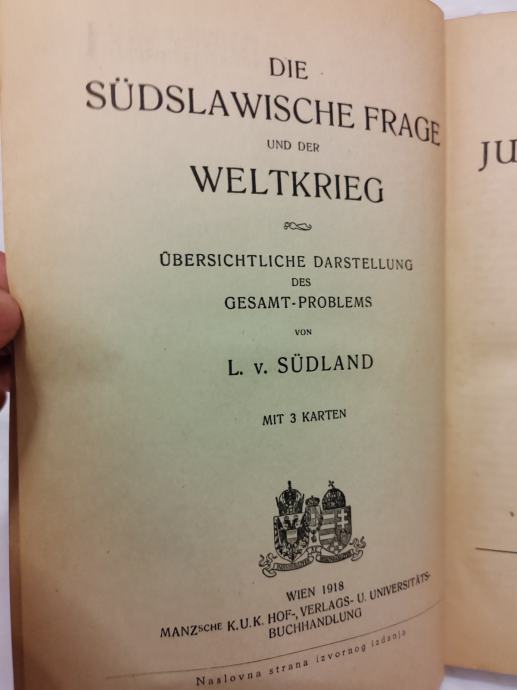 DIE
SÜDSLAWISCHE FRAGE
UND DER
WELTKRIEG
ÜBERSICHTLICHE DARSTELLUNG
DES
GESAMT-PROBLEMS
VON
L. v. SÜDLAND
MIT 3 KARTEN
WIEN 1918
MANZsche K.U.K. HOF-, VERLAGS- U. UNIVERSITÄTS-
BUCHHANDLUNG
Naslovna strana izvornog izdanja
JU